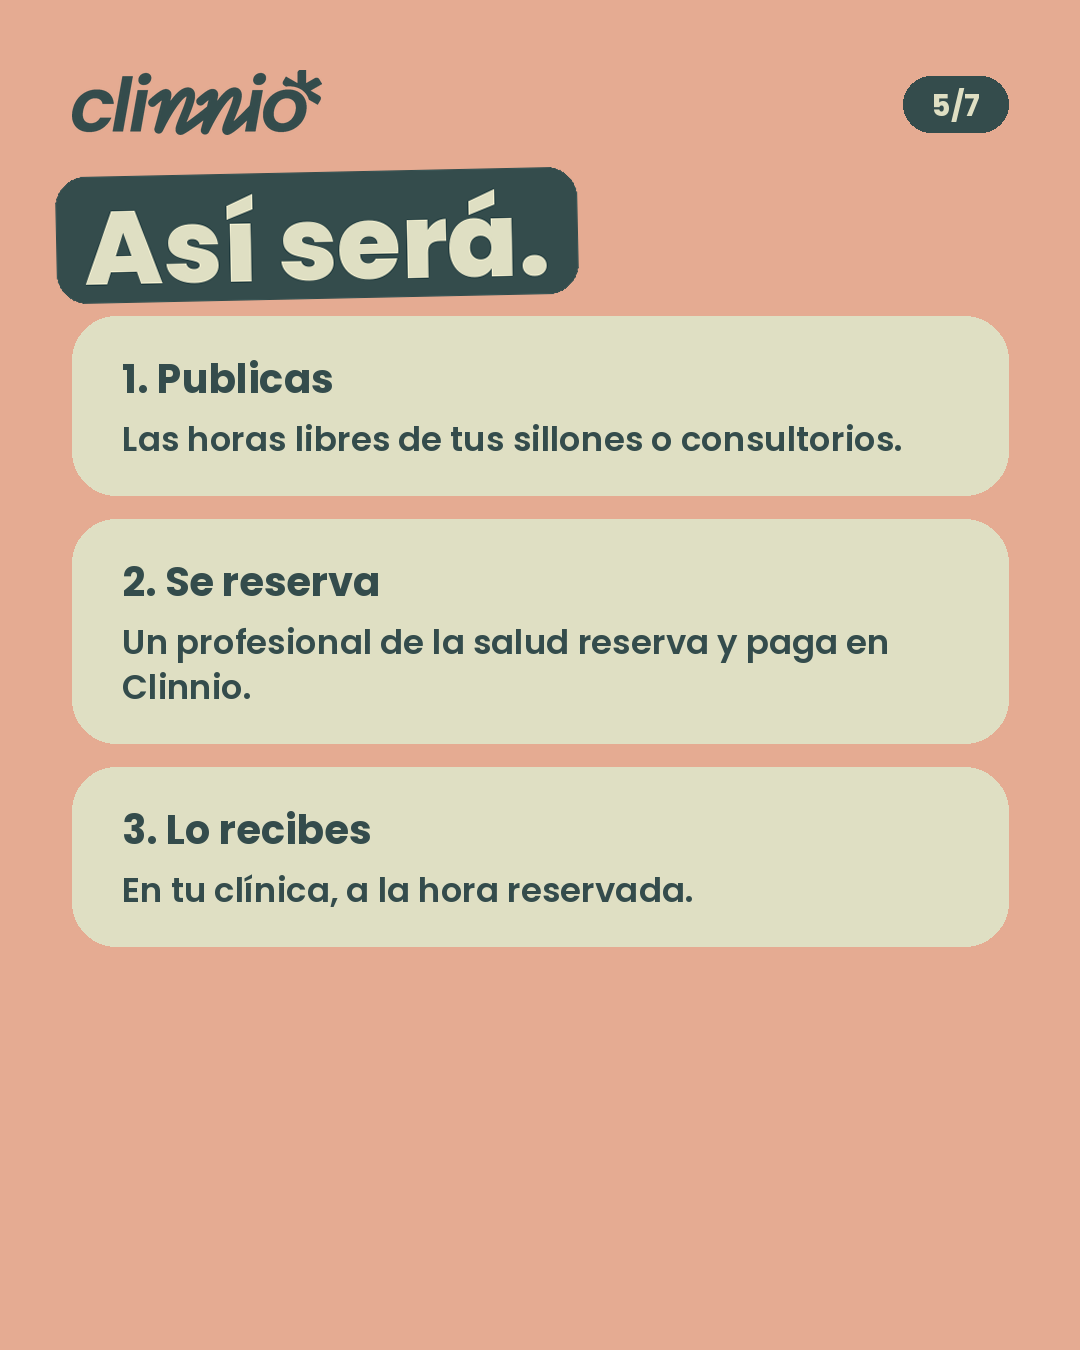 clinnio*
5/7
Así será.
1. Publicas
Las horas libres de tus sillones o consultorios.
2. Se reserva
Un profesional de la salud reserva y paga en
Clinnio.
3. Lo recibes
En tu clínica, a la hora reservada.